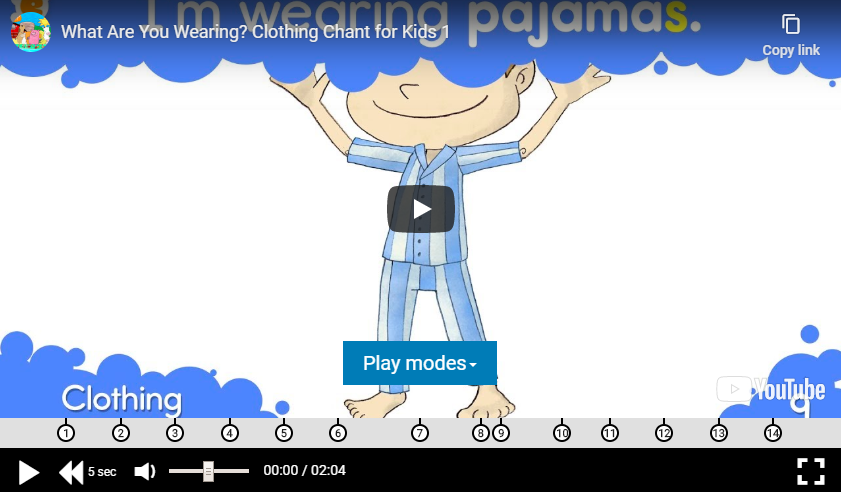 I'm wearing pajamas.
What Are You Wearing? Clothing Chant for Kids 1
Copy link
Play modes
Clothing
YouTube
9
1 2 3 4 5 6 7 8 9 10 11 12 13 14
5 sec
00:00 / 02:04